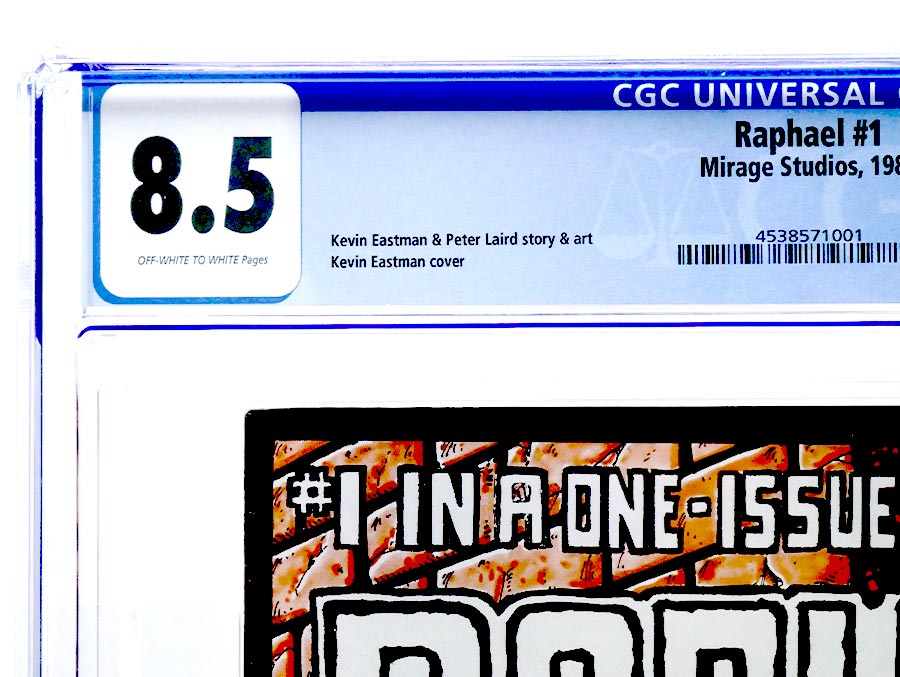 CGC UNIVERSAL
8.5
OFF-WHITE TO WHITE Pages
Raphael #1
Mirage Studios, 198
Kevin Eastman & Peter Laird story & art
Kevin Eastman cover
4538571001
#1 IN A ONE-ISSUE